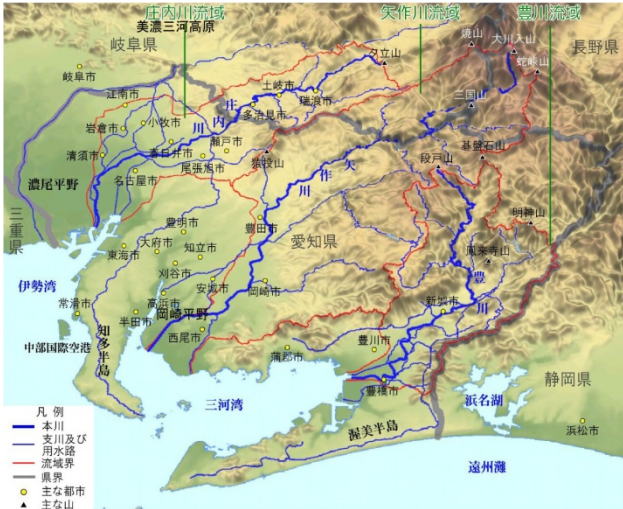 庄内川流域
矢作川流域
豊川流域
美濃三河高原
岐阜県
長野県
焼山
大川入山
夕立山
蛇峠山
岐阜市
土岐市
瑞浪市
江南市
庄内川
多治見市
三国山
岩倉市
小牧市
春日井市
瀬戸市
碁盤石山
清須市
尾張旭市
猿投山
段戸山
濃尾平野
名古屋市
矢作川
明神山
三重県
豊明市
豊田市
愛知県
東海市
大府市
知立市
鳳来寺山
伊勢湾
刈谷市
豊川
安城市
岡崎市
常滑市
高浜市
新城市
半田市
岡崎平野
知多半島
西尾市
豊川市
中部国際空港
蒲郡市
静岡県
豊橋市
浜名湖
三河湾
渥美半島
浜松市
遠州灘
凡 例
本川
支川及び
用水路
流域界
県界
主な都市
主な山